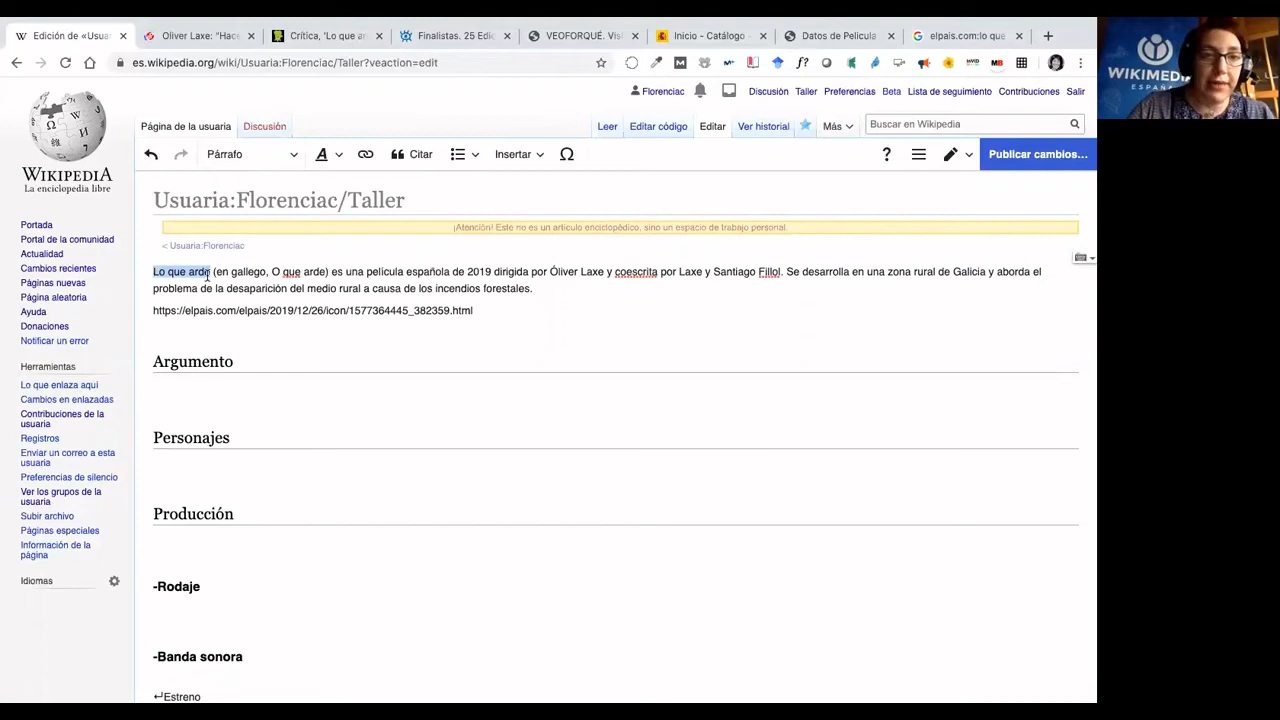 Edición de «Usua
Oliver Laxe: "Hace
Crítica, 'Lo que ar
Finalistas. 25 Edic
VEOFORQUÉ. Vis
Inicio - Catálogo
Datos de Película
elpais.com:lo que
es.wikipedia.org/wiki/Usuaria:Florenciac/Taller?veaction=edit
WIKIMEDIA
ESPAÑA
Florenciac Discusión Taller Preferencias Beta Lista de seguimiento Contribuciones Salir
Página de la usuaria Discusión Leer Editar código Editar Ver historial Más Buscar en Wikipedia
Párrafo A Citar Insertar Ω ? Publicar cambios...
WIKIPEDIA
La enciclopedia libre
Portada
Portal de la comunidad
Actualidad
Cambios recientes
Páginas nuevas
Página aleatoria
Ayuda
Donaciones
Notificar un error
Herramientas
Lo que enlaza aquí
Cambios en enlazadas
Contribuciones de la
usuaria
Registros
Enviar un correo a esta
usuaria
Preferencias de silencio
Ver los grupos de la
usuaria
Subir archivo
Páginas especiales
Información de la
página
Idiomas
Usuaria:Florenciac/Taller
¡Atención! Este no es un artículo enciclopédico, sino un espacio de trabajo personal.
< Usuaria:Florenciac
Lo que arde (en gallego, O que arde) es una película española de 2019 dirigida por Óliver Laxe y coescrita por Laxe y Santiago Fillol. Se desarrolla en una zona rural de Galicia y aborda el
problema de la desaparición del medio rural a causa de los incendios forestales.
https://elpais.com/elpais/2019/12/26/icon/1577364445_382359.html
Argumento
Personajes
Producción
-Rodaje
-Banda sonora
↵Estreno